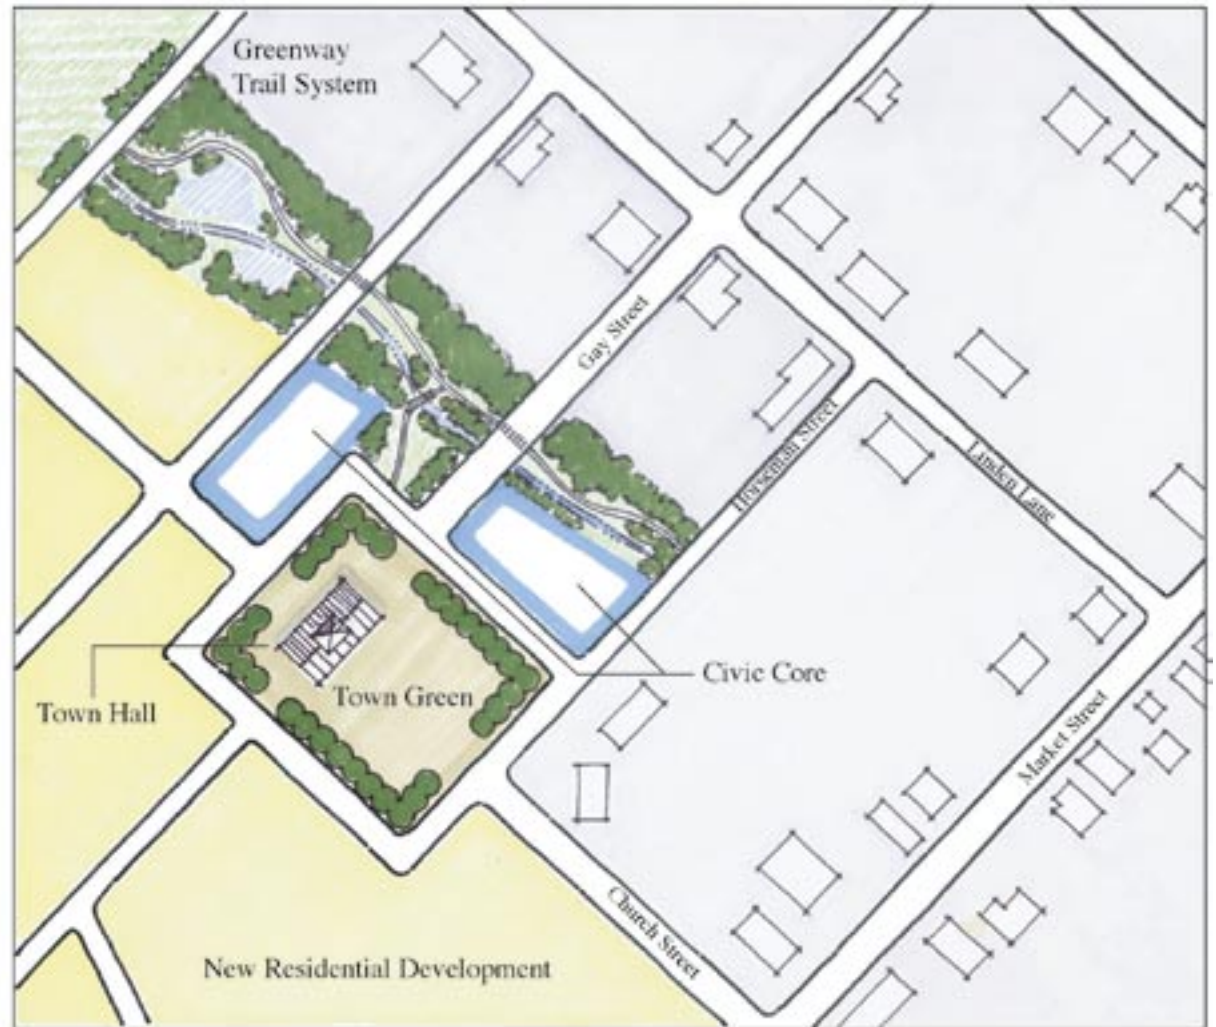 Greenway
Trail System
Gay Street
Horseman Street
Linden Lane
Civic Core
Town Green
Town Hall
Market Street
Church Street
New Residential Development